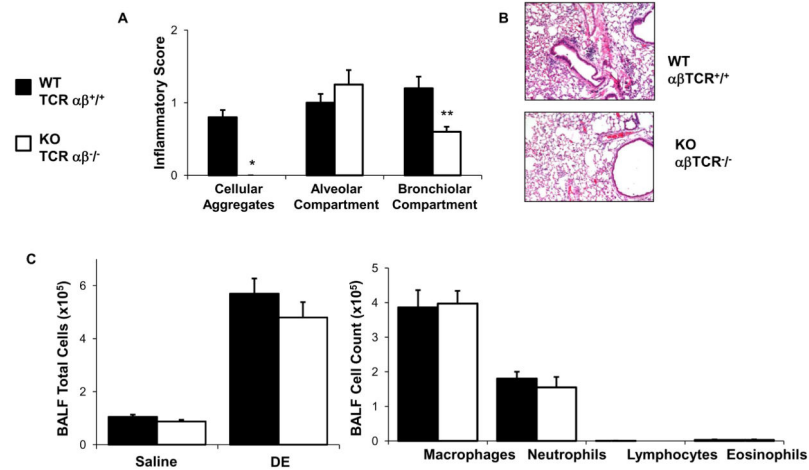 A
B
WT
TCR αβ+/+
KO
TCR αβ-/-
Inflammatory Score
2
1
0
*
**
Cellular
Aggregates
Alveolar
Compartment
Bronchiolar
Compartment
WT
αβTCR+/+
KO
αβTCR-/-
C
BALF Total Cells (x10⁵)
6
4
2
0
Saline
DE
BALF Cell Count (x10⁵)
5
4
3
2
1
0
Macrophages
Neutrophils
Lymphocytes
Eosinophils